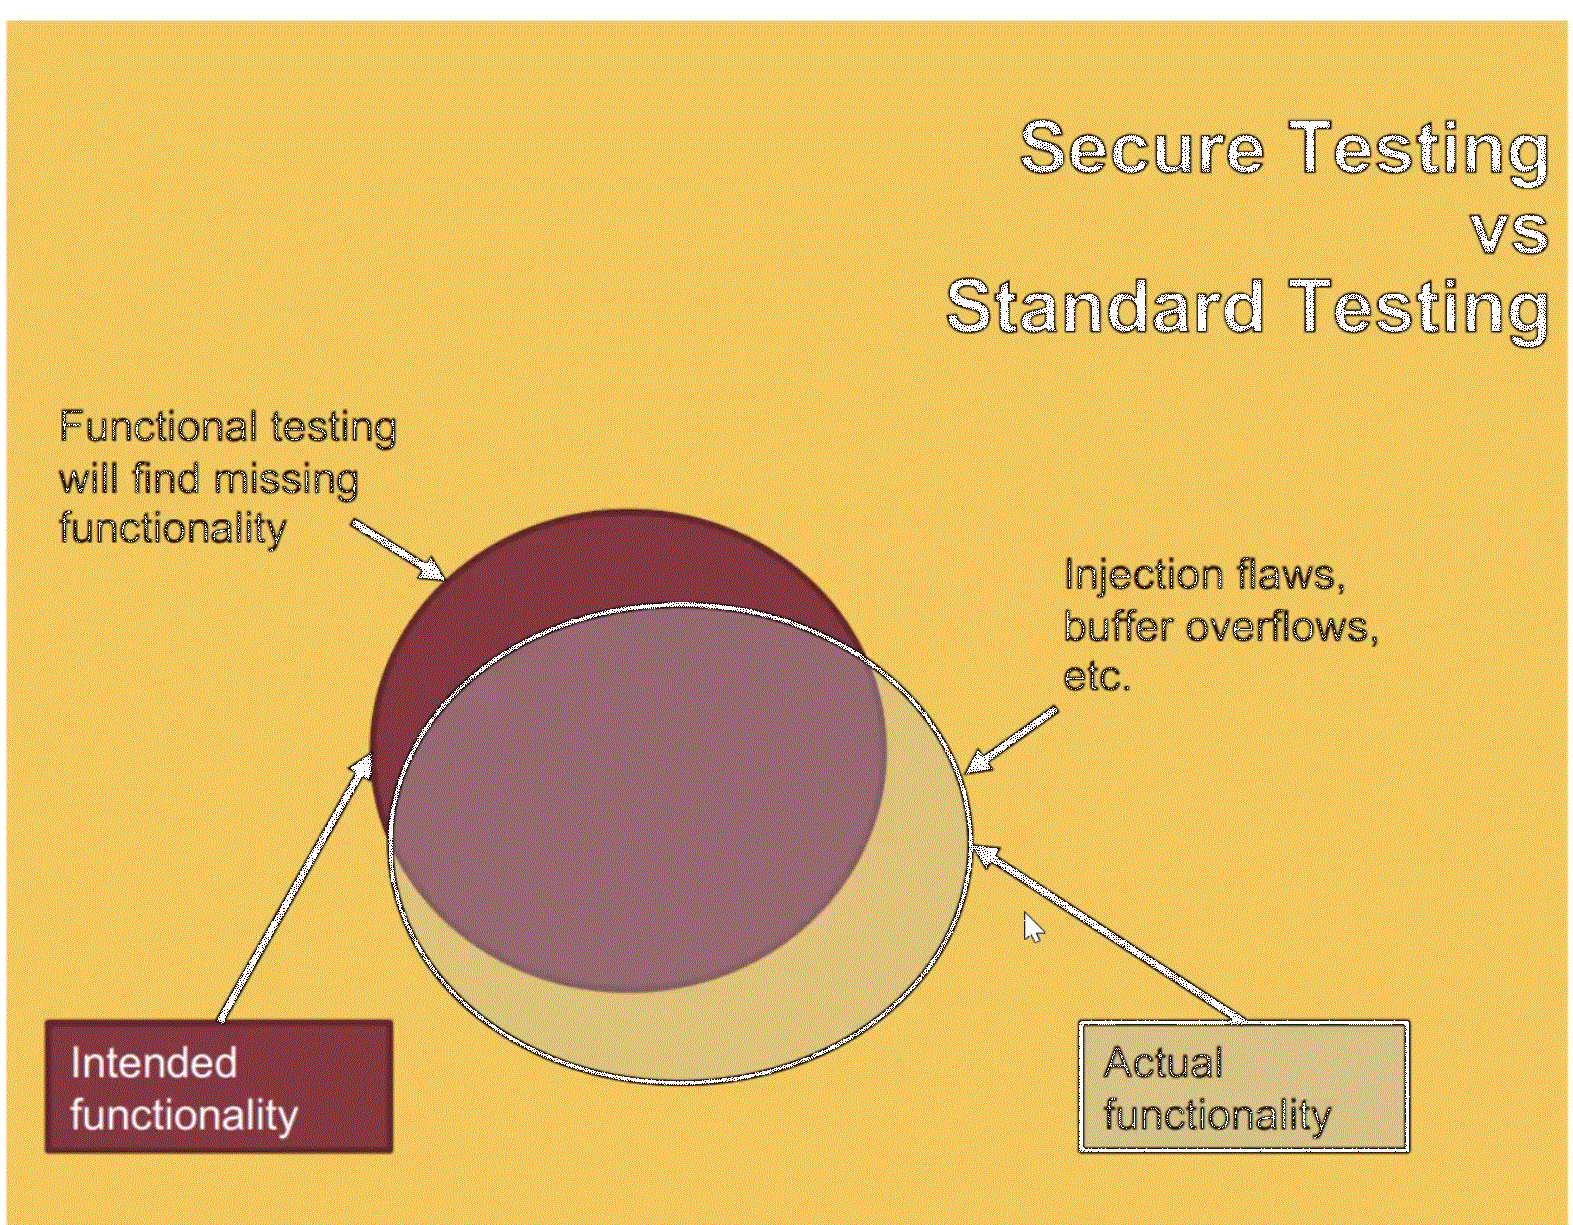 Secure Testing
vs
Standard Testing
Functional testing
will find missing
functionality
Injection flaws,
buffer overflows,
etc.
Intended
functionality
Actual
functionality